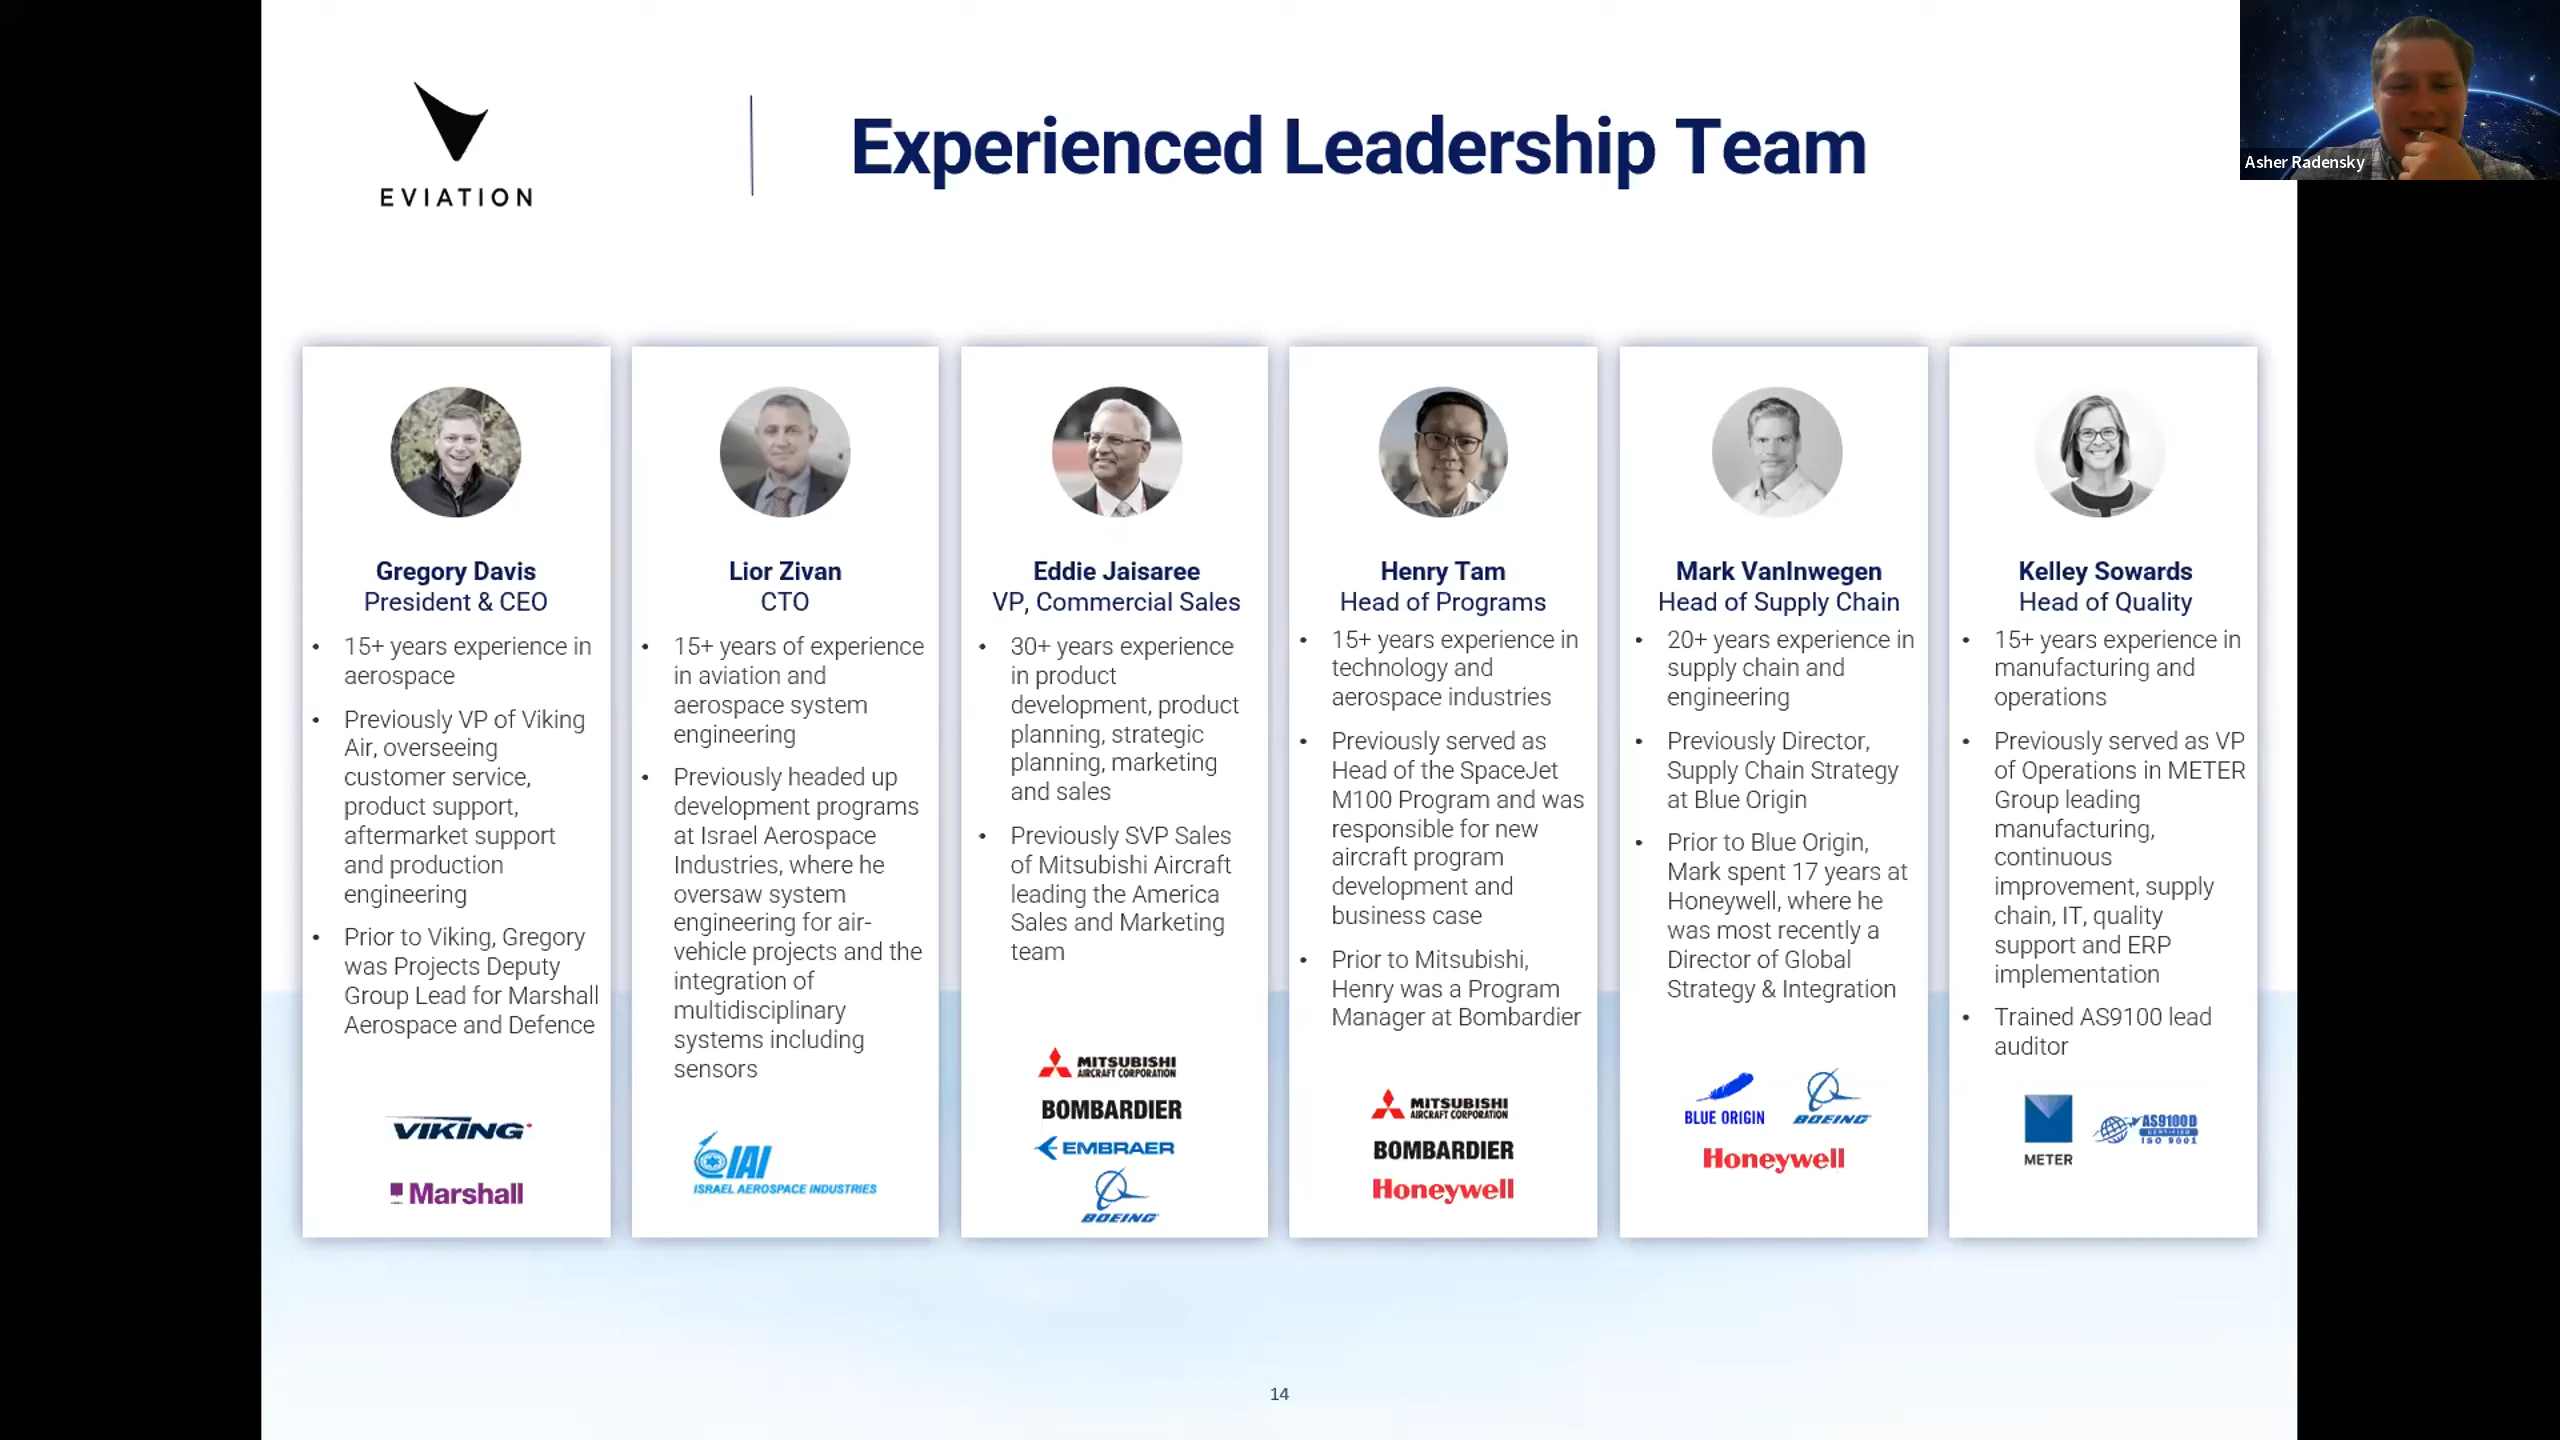 EVIATION
Experienced Leadership Team
Asher Radensky
Gregory Davis
President & CEO
• 15+ years experience in
aerospace
• Previously VP of Viking
Air, overseeing
customer service,
product support,
aftermarket support
and production
engineering
• Prior to Viking, Gregory
was Projects Deputy
Group Lead for Marshall
Aerospace and Defence
VIKING
Marshall
Lior Zivan
CTO
• 15+ years of experience
in aviation and
aerospace system
engineering
• Previously headed up
development programs
at Israel Aerospace
Industries, where he
oversaw system
engineering for air-
vehicle projects and the
integration of
multidisciplinary
systems including
sensors
IAI
ISRAEL AEROSPACE INDUSTRIES
Eddie Jaisaree
VP, Commercial Sales
• 30+ years experience
in product
development, product
planning, strategic
planning, marketing
and sales
• Previously SVP Sales
of Mitsubishi Aircraft
leading the America
Sales and Marketing
team
MITSUBISHI
AIRCRAFT CORPORATION
BOMBARDIER
EMBRAER
BOEING
Henry Tam
Head of Programs
• 15+ years experience in
technology and
aerospace industries
• Previously served as
Head of the SpaceJet
M100 Program and was
responsible for new
aircraft program
development and
business case
• Prior to Mitsubishi,
Henry was a Program
Manager at Bombardier
MITSUBISHI
AIRCRAFT CORPORATION
BOMBARDIER
Honeywell
Mark VanInwegen
Head of Supply Chain
• 20+ years experience in
supply chain and
engineering
• Previously Director,
Supply Chain Strategy
at Blue Origin
• Prior to Blue Origin,
Mark spent 17 years at
Honeywell, where he
was most recently a
Director of Global
Strategy & Integration
BLUE ORIGIN
BOEING
Honeywell
Kelley Sowards
Head of Quality
• 15+ years experience in
manufacturing and
operations
• Previously served as VP
of Operations in METER
Group leading
manufacturing,
continuous
improvement, supply
chain, IT, quality
support and ERP
implementation
• Trained AS9100 lead
auditor
METER
AS9100D
CERTIFIED
ISO 9001
14